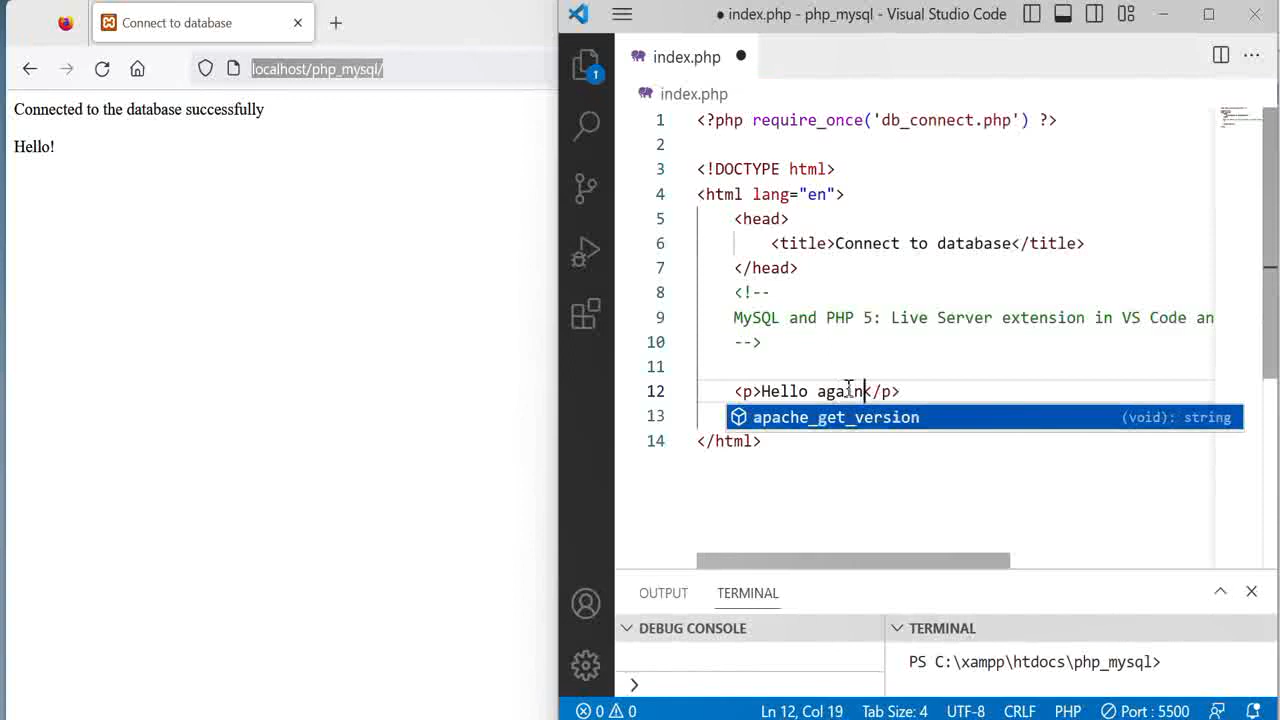 Connect to database
localhost/php_mysql/
Connected to the database successfully
Hello!
● index.php - php_mysql - Visual Studio Code
index.php
1
index.php
1 <?php require_once('db_connect.php') ?>
2
3 <!DOCTYPE html>
4 <html lang="en">
5 <head>
6 <title>Connect to database</title>
7 </head>
8 <!--
9 MySQL and PHP 5: Live Server extension in VS Code an
10 -->
11
12 <p>Hello again</p>
13
apache_get_version (void): string
14 </html>
OUTPUT TERMINAL
DEBUG CONSOLE
TERMINAL
PS C:\xampp\htdocs\php_mysql>
>
0 0 Ln 12, Col 19 Tab Size: 4 UTF-8 CRLF PHP Port : 5500